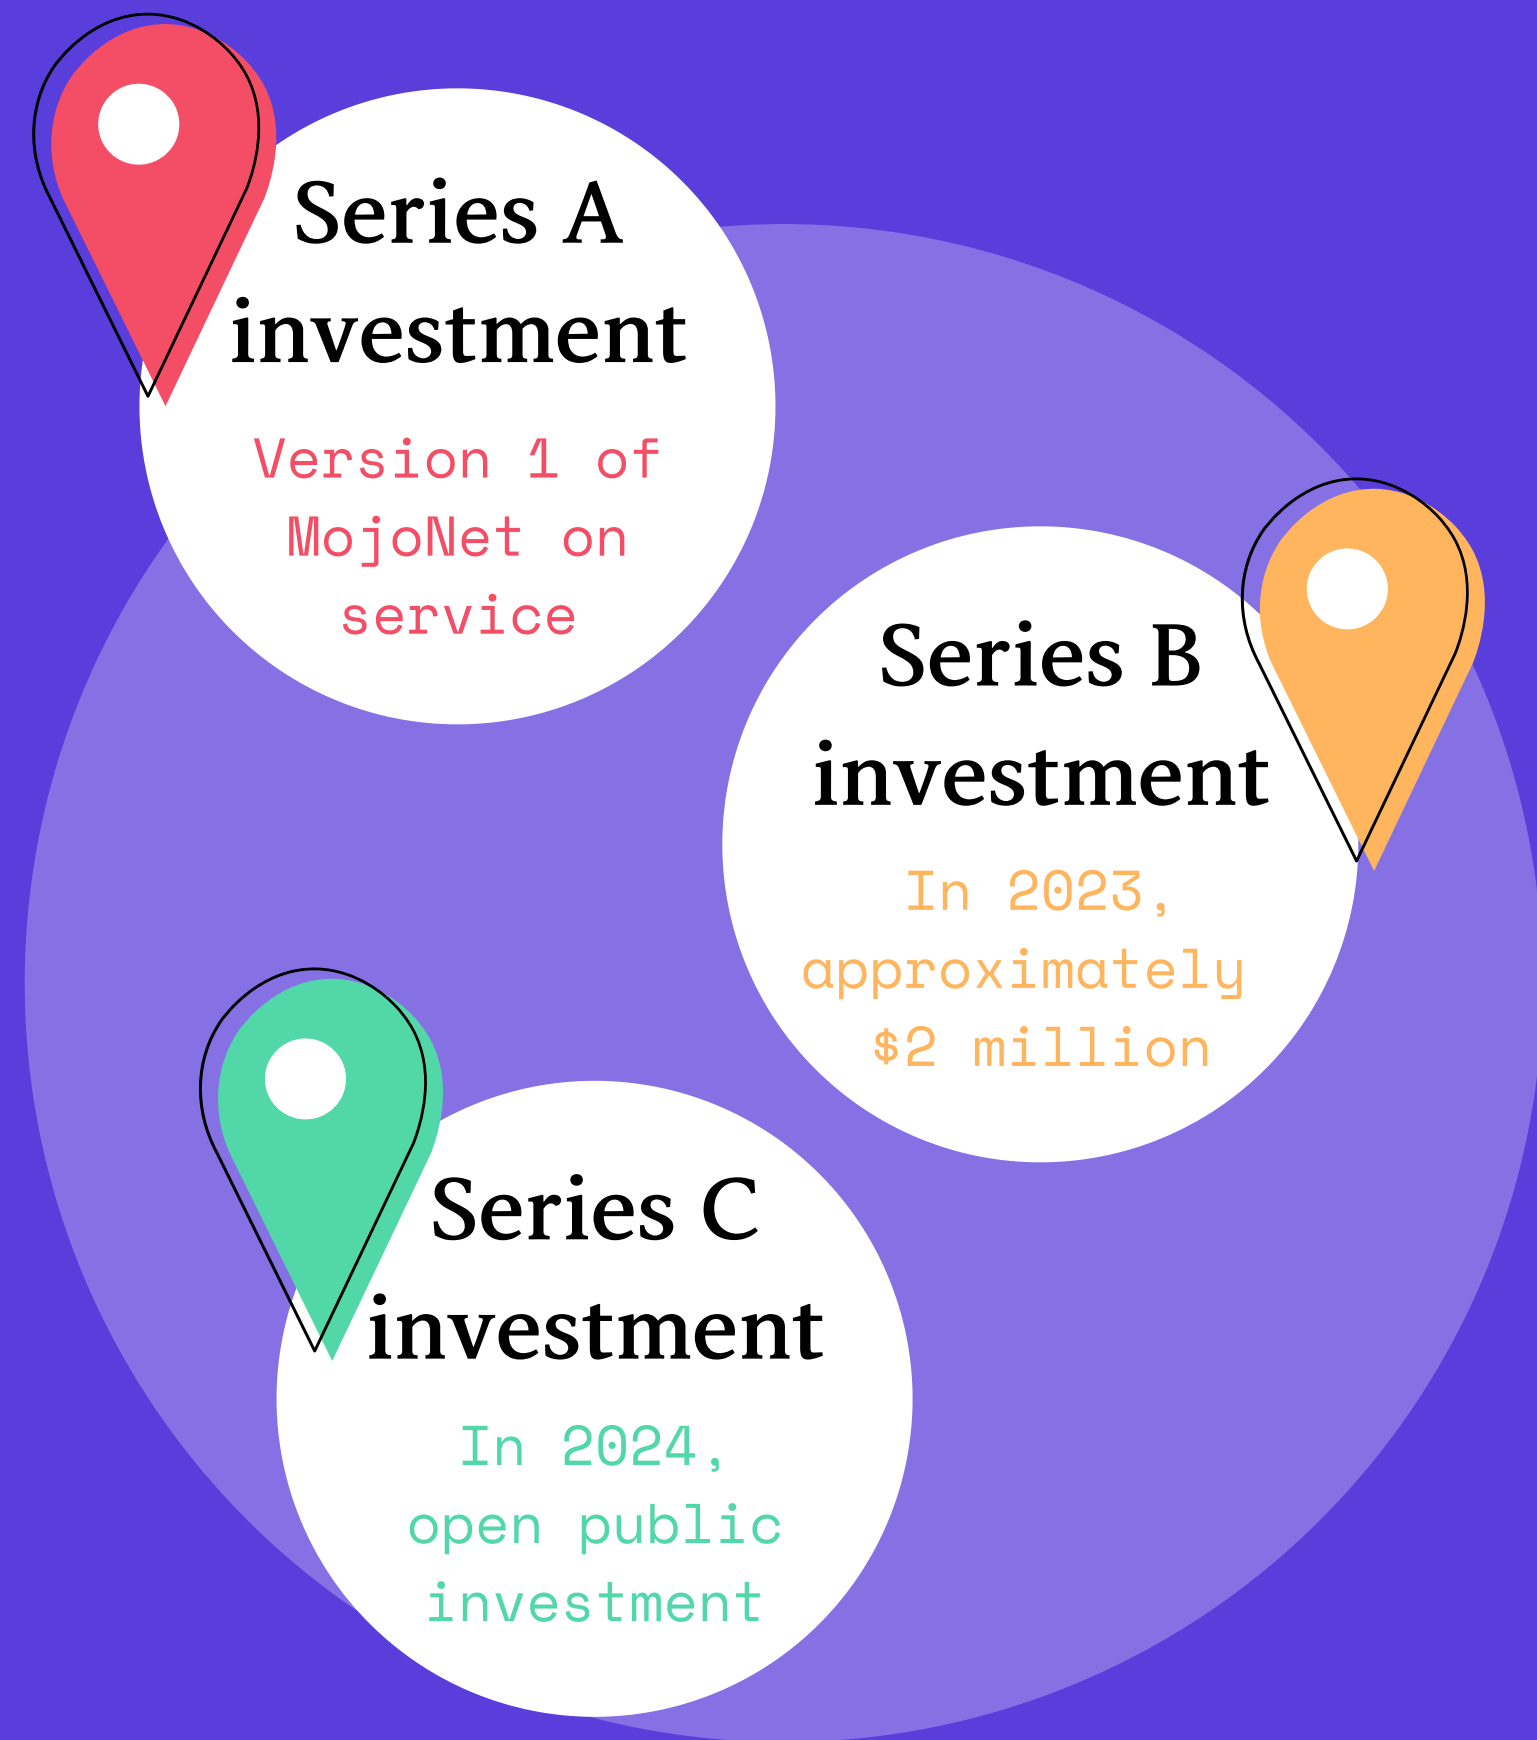 Series A
investment
Version 1 of
MojoNet on
service
Series B
investment
In 2023,
approximately
$2 million
Series C
investment
In 2024,
open public
investment